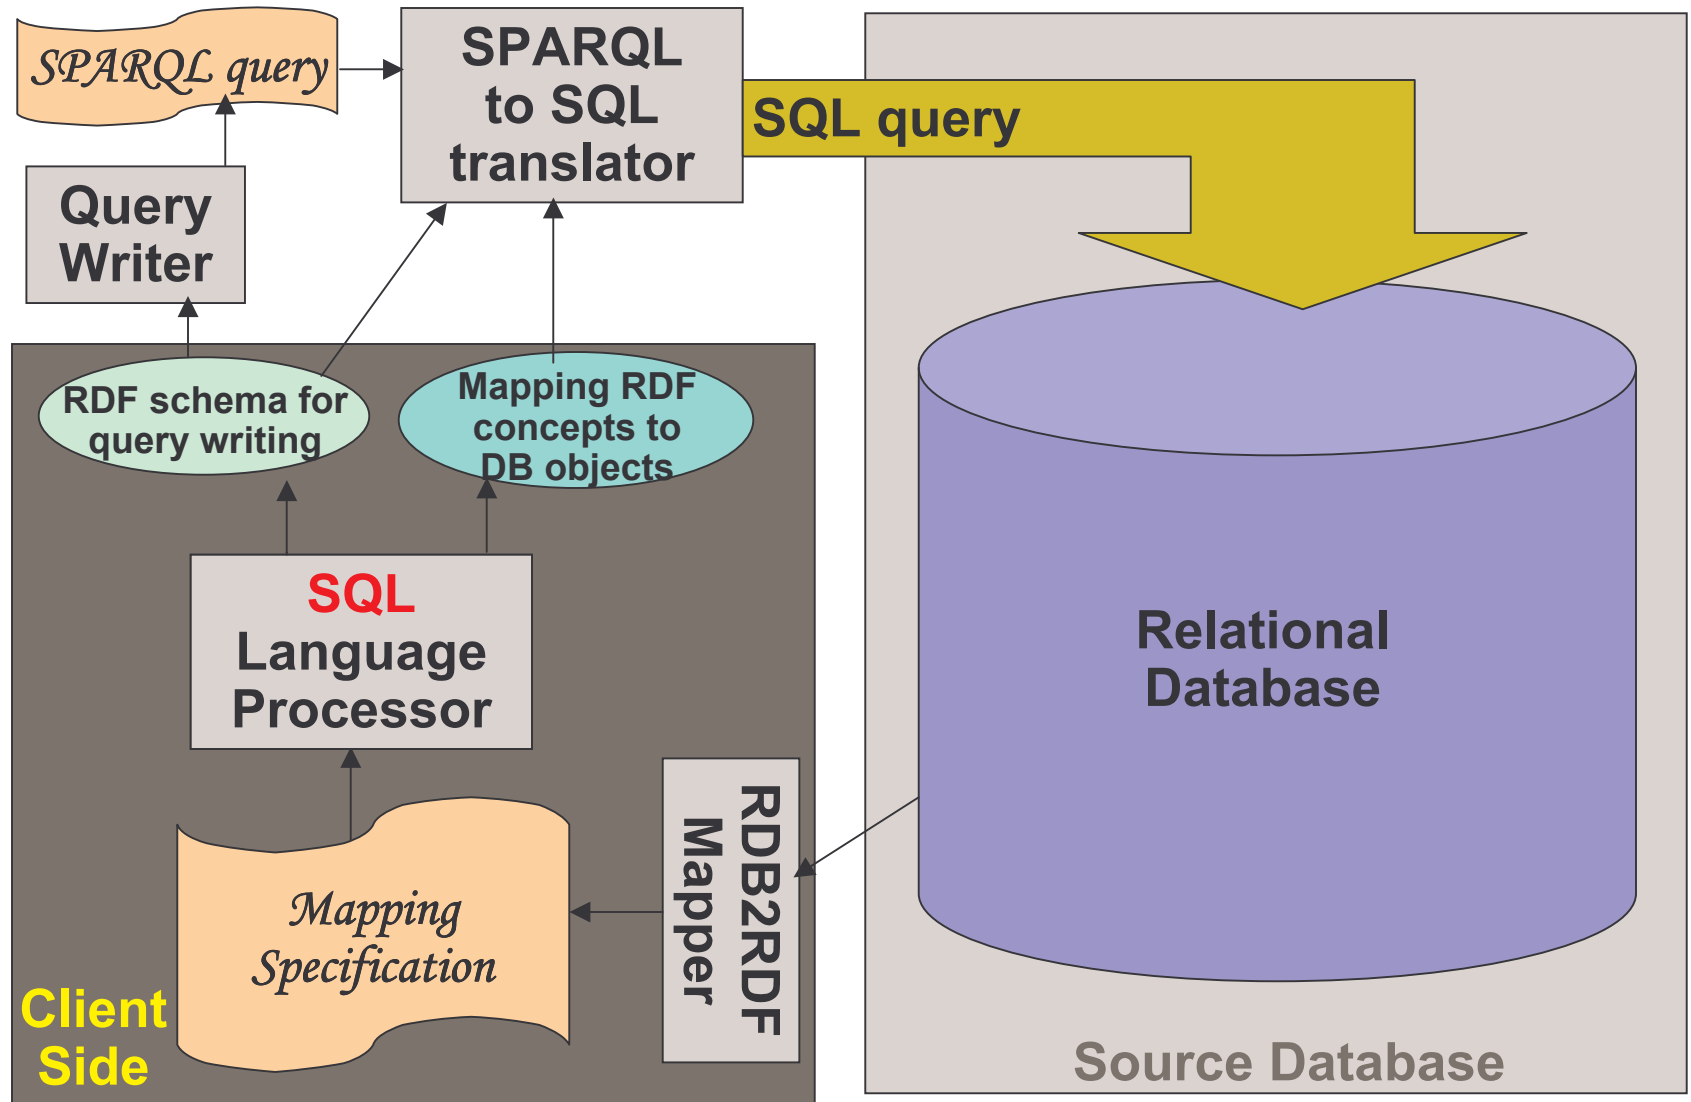 SPARQL query
SPARQL
to SQL
translator
SQL query
Query
Writer
RDF schema for
query writing
Mapping RDF
concepts to
DB objects
SQL
Language
Processor
Relational
Database
RDB2RDF
Mapper
Mapping
Specification
Client
Side
Source Database